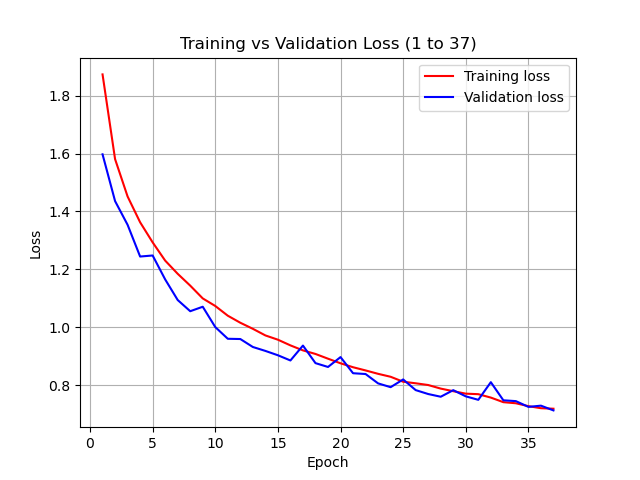 Training vs Validation Loss (1 to 37)
Training loss
Validation loss
1.8
1.6
1.4
1.2
1.0
0.8
Loss
0 5 10 15 20 25 30 35
Epoch